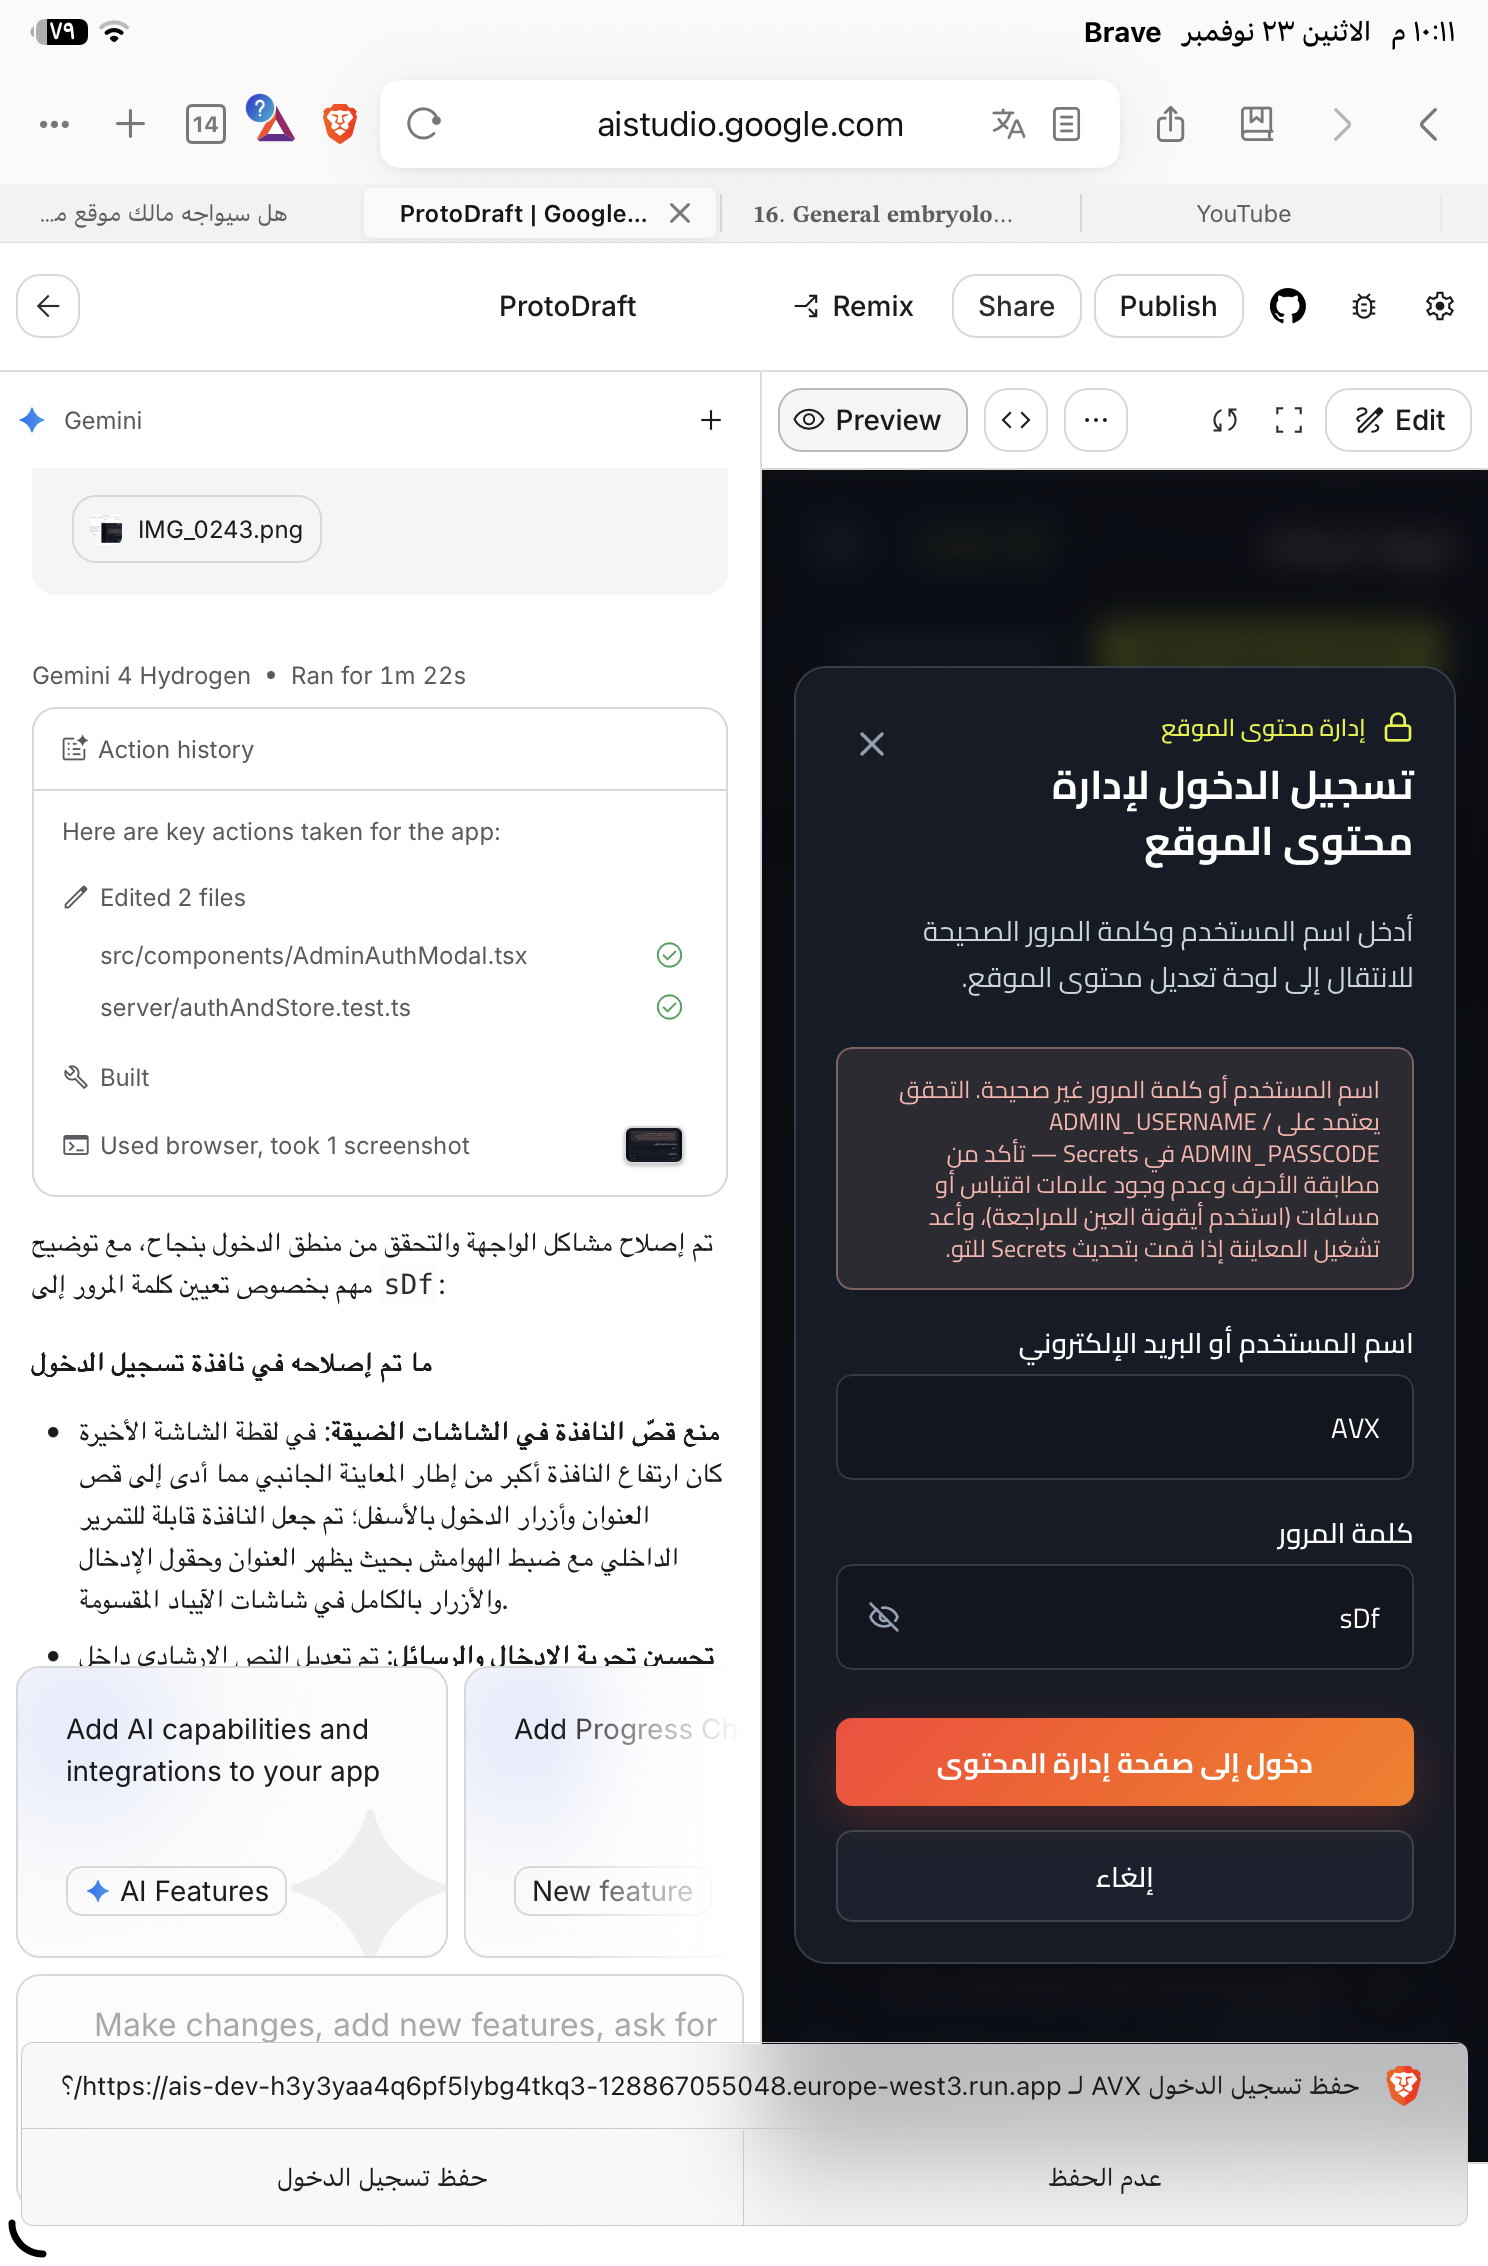 ١٠:١١ م الاثنين ٢٣ نوفمبر Brave
٧٩
14
?
aistudio.google.com
هل سيواجه مالك موقع م...
ProtoDraft | Google...
16. General embryolo...
YouTube
ProtoDraft
Remix
Share
Publish
Gemini
Preview
Edit
IMG_0243.png
Gemini 4 Hydrogen • Ran for 1m 22s
Action history
Here are key actions taken for the app:
Edited 2 files
src/components/AdminAuthModal.tsx
server/authAndStore.test.ts
Built
Used browser, took 1 screenshot
تم إصلاح مشاكل الواجهة والتحقق من منطق الدخول بنجاح، مع توضيح
مهم بخصوص تعيين كلمة المرور إلى sDf:
ما تم إصلاحه في نافذة تسجيل الدخول
• منع قصّ النافذة في الشاشات الضيقة: في لقطة الشاشة الأخيرة
كان ارتفاع النافذة أكبر من إطار المعاينة الجانبي مما أدى إلى قص
العنوان وأزرار الدخول بالأسفل؛ تم جعل النافذة قابلة للتمرير
الداخلي مع ضبط الهوامش بحيث يظهر العنوان وحقول الإدخال
والأزرار بالكامل في شاشات الآيباد المقسومة.
• تحسين تجربة الإدخال والرسائل: تم تعديل النص الإرشادي داخل
Add AI capabilities and
integrations to your app
AI Features
Add Progress Ch
New feature
Make changes, add new features, ask for
إدارة محتوى الموقع
تسجيل الدخول لإدارة
محتوى الموقع
أدخل اسم المستخدم وكلمة المرور الصحيحة
للانتقال إلى لوحة تعديل محتوى الموقع.
اسم المستخدم أو كلمة المرور غير صحيحة. التحقق
يعتمد على ADMIN_USERNAME /
ADMIN_PASSCODE في Secrets — تأكد من
مطابقة الأحرف وعدم وجود علامات اقتباس أو
مسافات (استخدم أيقونة العين للمراجعة)، وأعد
تشغيل المعاينة إذا قمت بتحديث Secrets للتو.
اسم المستخدم أو البريد الإلكتروني
AVX
كلمة المرور
sDf
دخول إلى صفحة إدارة المحتوى
إلغاء
حفظ تسجيل الدخول AVX لـ https://ais-dev-h3y3yaa4q6pf5lybg4tkq3-128867055048.europe-west3.run.app/؟
عدم الحفظ
حفظ تسجيل الدخول